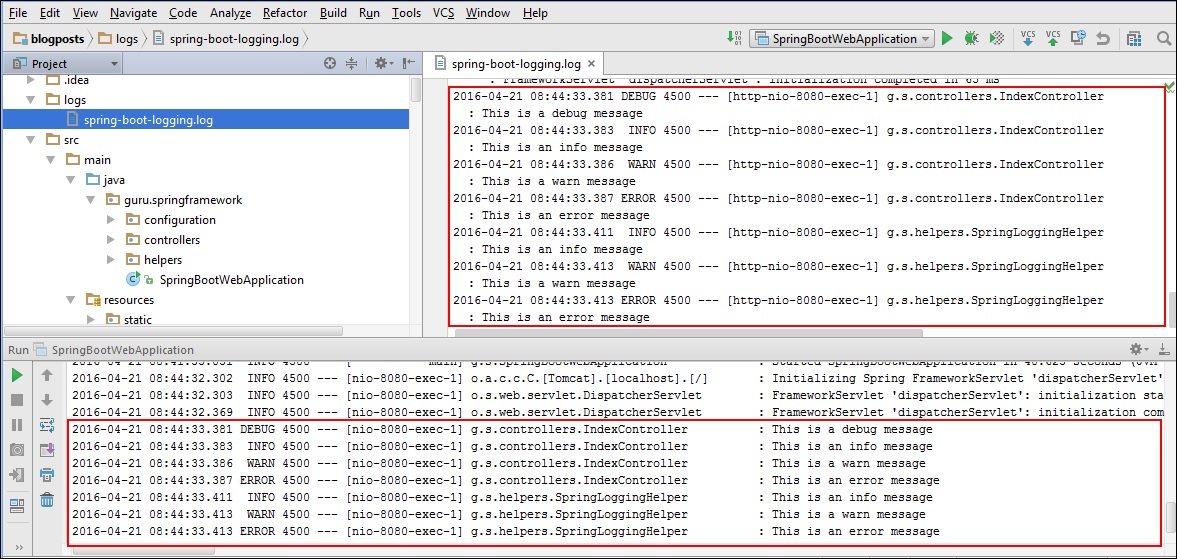 File Edit View Navigate Code Analyze Refactor Build Run Tools VCS Window Help
blogposts logs spring-boot-logging.log SpringBootWebApplication VCS VCS
Project spring-boot-logging.log
.idea
logs
spring-boot-logging.log
src
main
java
guru.springframework
configuration
controllers
helpers
SpringBootWebApplication
resources
static
: FrameworkServlet 'dispatcherServlet': initialization completed in 65 ms
2016-04-21 08:44:33.381 DEBUG 4500 --- [http-nio-8080-exec-1] g.s.controllers.IndexController
: This is a debug message
2016-04-21 08:44:33.383  INFO 4500 --- [http-nio-8080-exec-1] g.s.controllers.IndexController
: This is an info message
2016-04-21 08:44:33.386  WARN 4500 --- [http-nio-8080-exec-1] g.s.controllers.IndexController
: This is a warn message
2016-04-21 08:44:33.387 ERROR 4500 --- [http-nio-8080-exec-1] g.s.controllers.IndexController
: This is an error message
2016-04-21 08:44:33.411  INFO 4500 --- [http-nio-8080-exec-1] g.s.helpers.SpringLoggingHelper
: This is an info message
2016-04-21 08:44:33.413  WARN 4500 --- [http-nio-8080-exec-1] g.s.helpers.SpringLoggingHelper
: This is a warn message
2016-04-21 08:44:33.413 ERROR 4500 --- [http-nio-8080-exec-1] g.s.helpers.SpringLoggingHelper
: This is an error message
Run SpringBootWebApplication
INFO 4500 --- [ main] g.s.SpringBootWebApplication : Started SpringBootWebApplication in
2016-04-21 08:44:32.302  INFO 4500 --- [nio-8080-exec-1] o.a.c.c.C.[Tomcat].[localhost].[/] : Initializing Spring FrameworkServlet 'dispatcherServlet'
2016-04-21 08:44:32.303  INFO 4500 --- [nio-8080-exec-1] o.s.web.servlet.DispatcherServlet : FrameworkServlet 'dispatcherServlet': initialization sta
2016-04-21 08:44:32.369  INFO 4500 --- [nio-8080-exec-1] o.s.web.servlet.DispatcherServlet : FrameworkServlet 'dispatcherServlet': initialization com
2016-04-21 08:44:33.381 DEBUG 4500 --- [nio-8080-exec-1] g.s.controllers.IndexController : This is a debug message
2016-04-21 08:44:33.383  INFO 4500 --- [nio-8080-exec-1] g.s.controllers.IndexController : This is an info message
2016-04-21 08:44:33.386  WARN 4500 --- [nio-8080-exec-1] g.s.controllers.IndexController : This is a warn message
2016-04-21 08:44:33.387 ERROR 4500 --- [nio-8080-exec-1] g.s.controllers.IndexController : This is an error message
2016-04-21 08:44:33.411  INFO 4500 --- [nio-8080-exec-1] g.s.helpers.SpringLoggingHelper : This is an info message
2016-04-21 08:44:33.413  WARN 4500 --- [nio-8080-exec-1] g.s.helpers.SpringLoggingHelper : This is a warn message
2016-04-21 08:44:33.413 ERROR 4500 --- [nio-8080-exec-1] g.s.helpers.SpringLoggingHelper : This is an error message